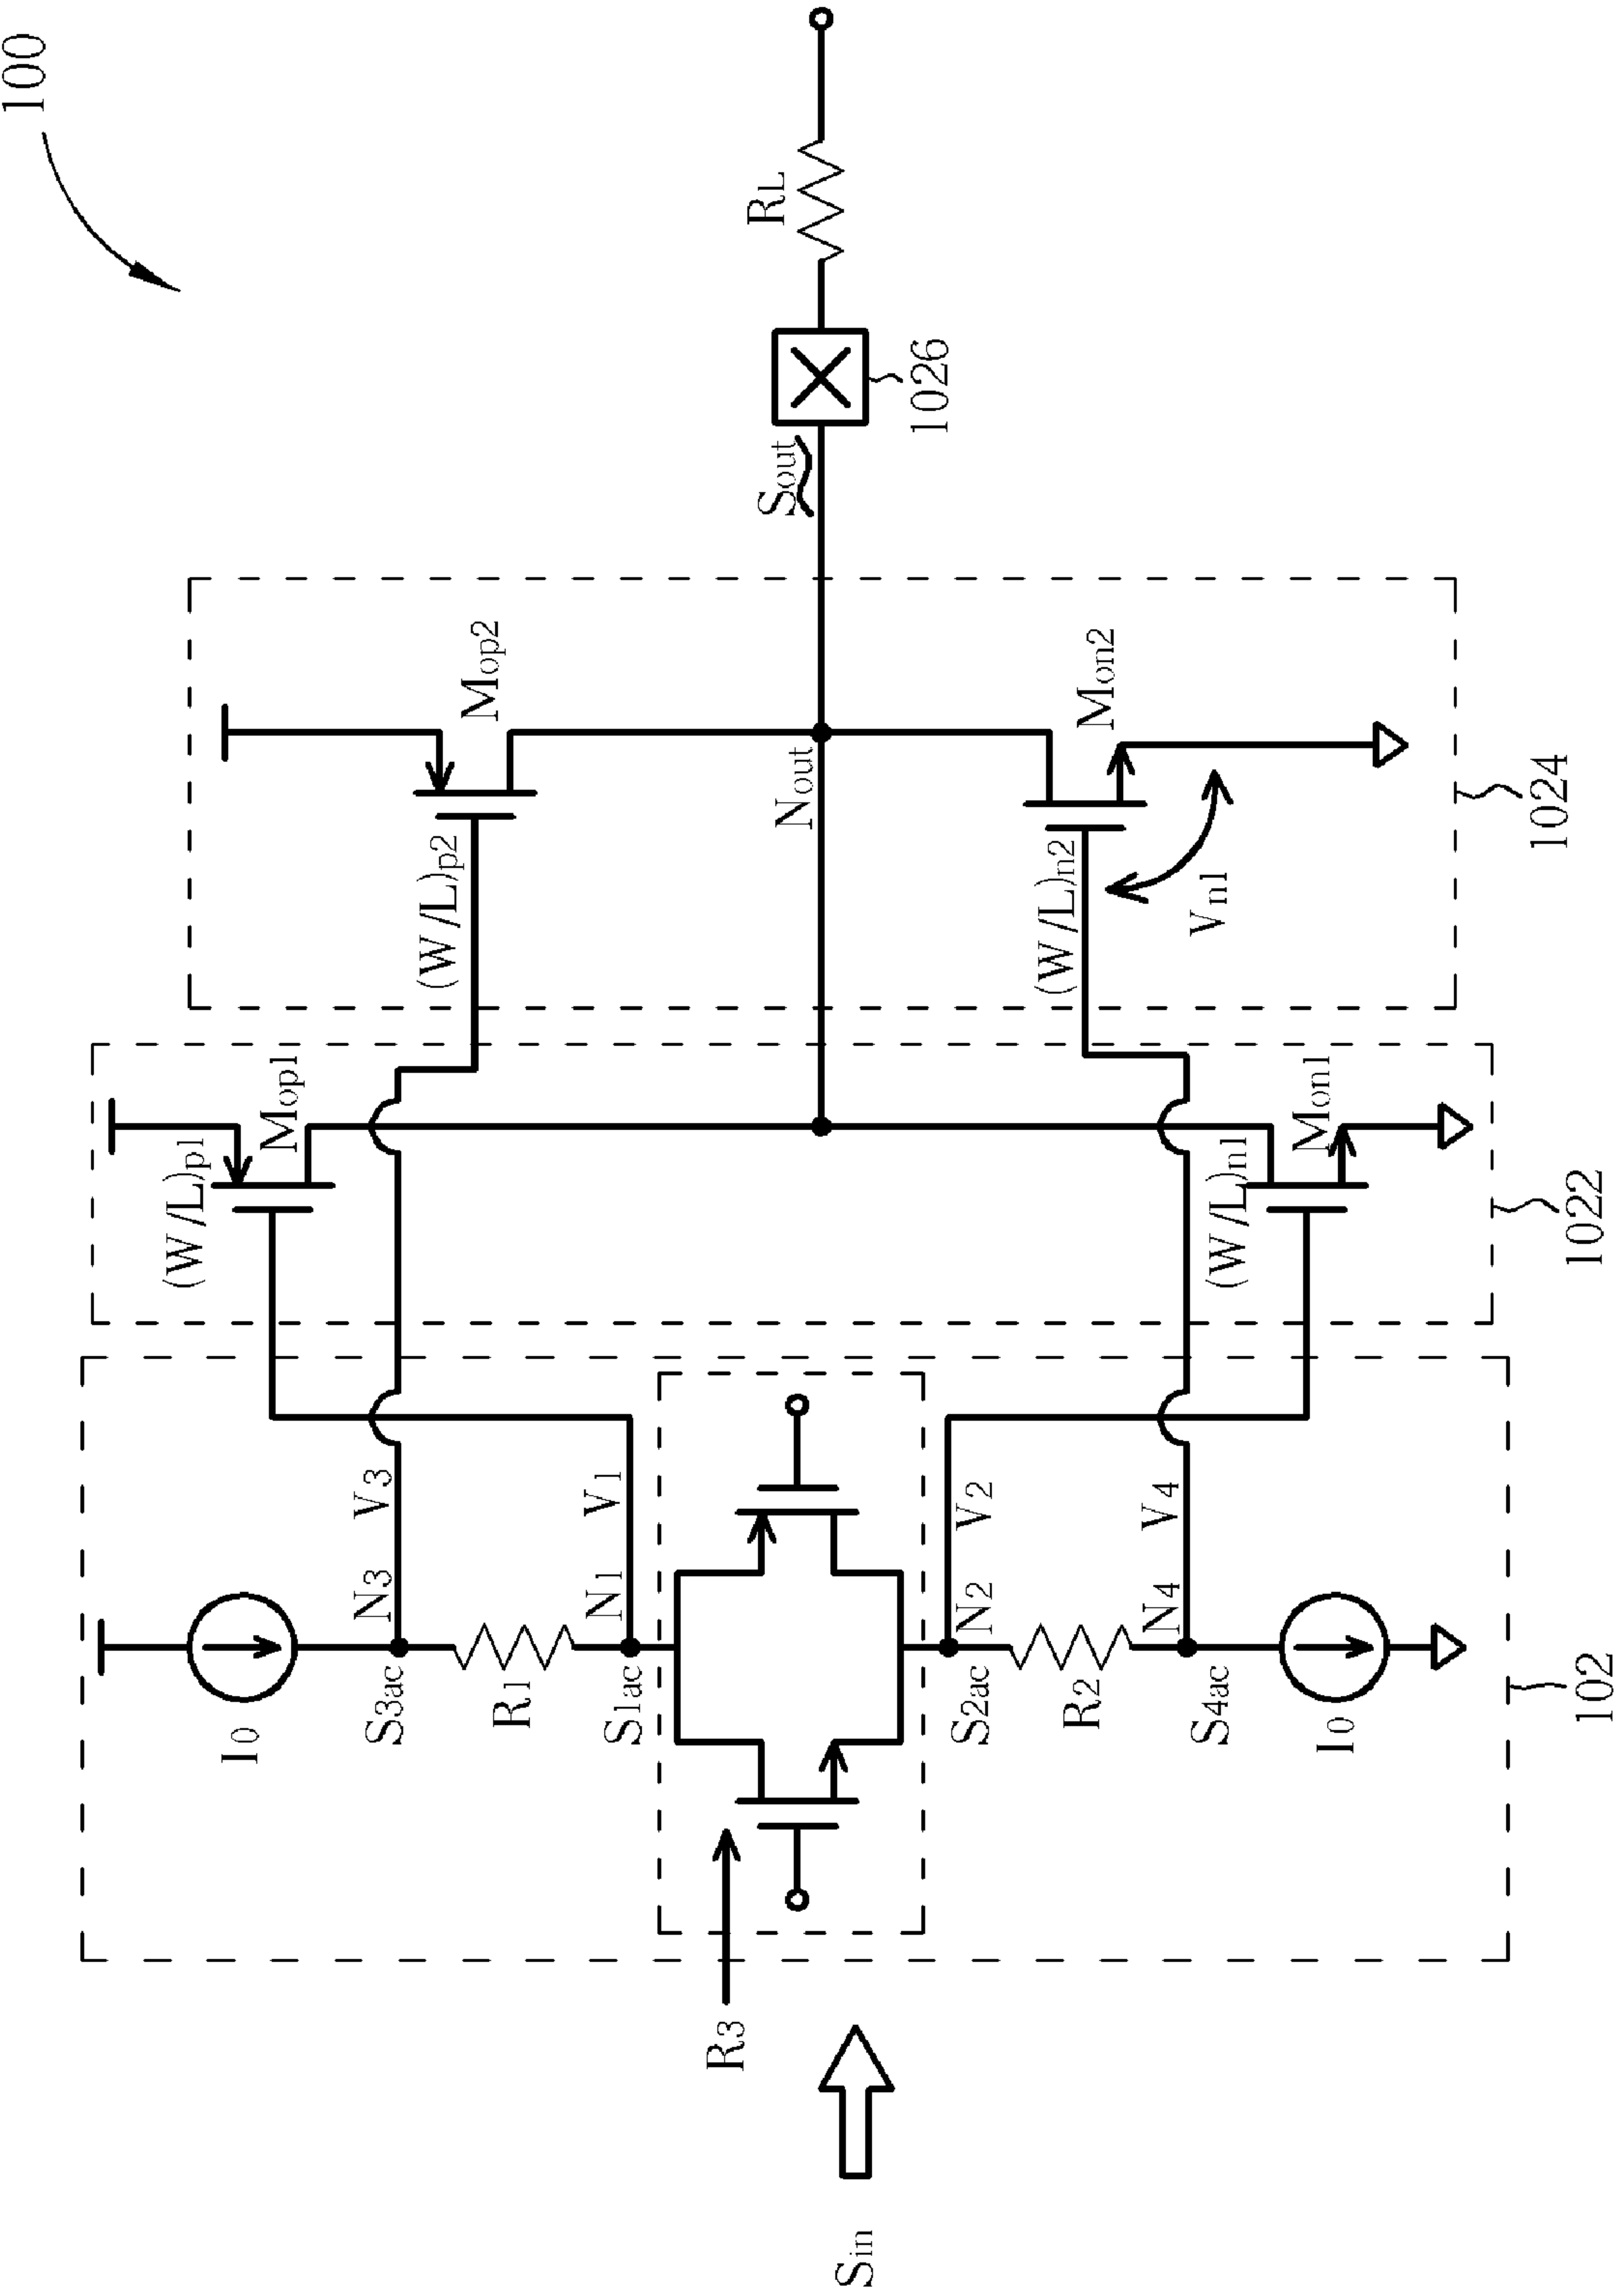 100
Sin
R3
I0
S3ac
N3
V3
R1
S1ac
N1
V1
S2ac
N2
V2
R2
S4ac
N4
V4
I0
102
(W/L)p1
Mop1
(W/L)n1
Mon1
1022
(W/L)p2
Mop2
Nout
(W/L)n2
Mon2
Vn1
1024
Sout
1026
RL